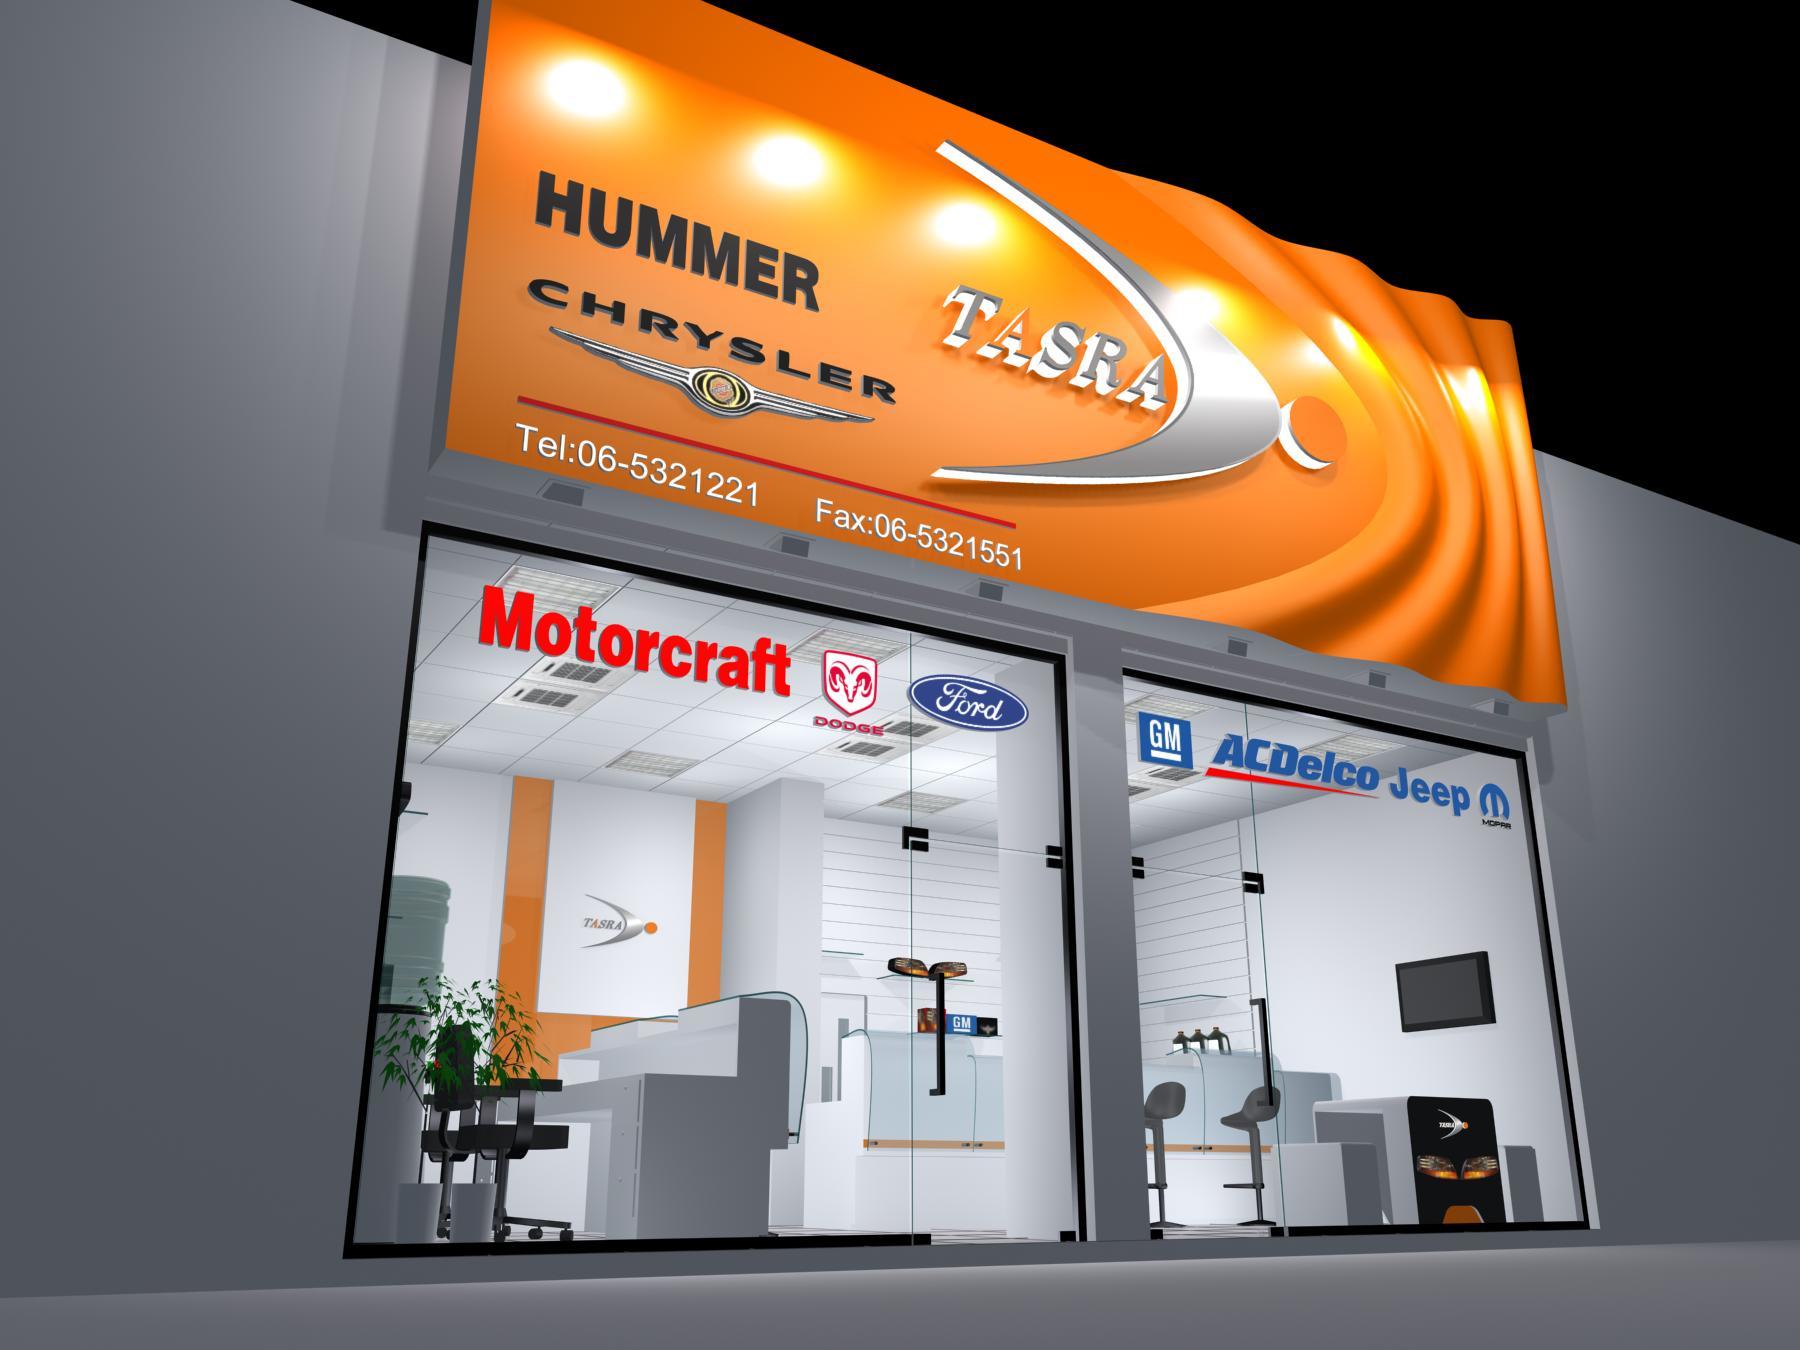 HUMMER
CHRYSLER
TASRA
Tel:06-5321221 Fax:06-5321551
Motorcraft
DODGE
Ford
GM
ACDelco
Jeep
MOPAR
TASRA
GM
TASRA